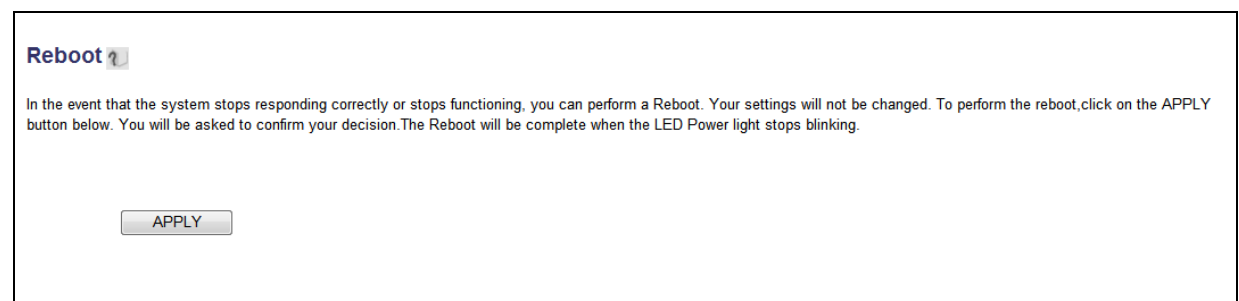 Reboot
In the event that the system stops responding correctly or stops functioning, you can perform a Reboot. Your settings will not be changed. To perform the reboot,click on the APPLY
button below. You will be asked to confirm your decision.The Reboot will be complete when the LED Power light stops blinking.
APPLY